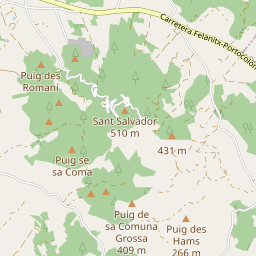 Carretera Felanitx-Portocolom
Puig des
Romaní
Sant Salvador
510 m
431 m
Puig se
sa Coma
Puig de
sa Comuna
Grossa
409 m
Puig des
Hams
266 m